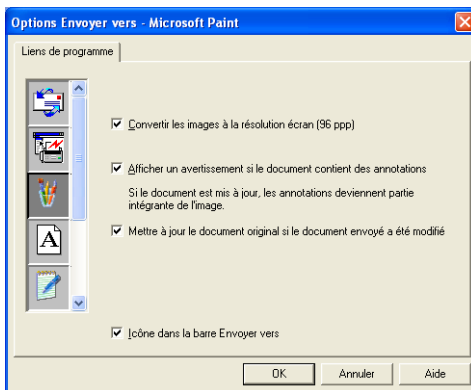 Options Envoyer vers - Microsoft Paint
Liens de programme
Convertir les images à la résolution écran (96 ppp)
Afficher un avertissement si le document contient des annotations
Si le document est mis à jour, les annotations deviennent partie
intégrante de l'image.
Mettre à jour le document original si le document envoyé a été modifié
A
Icône dans la barre Envoyer vers
OK Annuler Aide